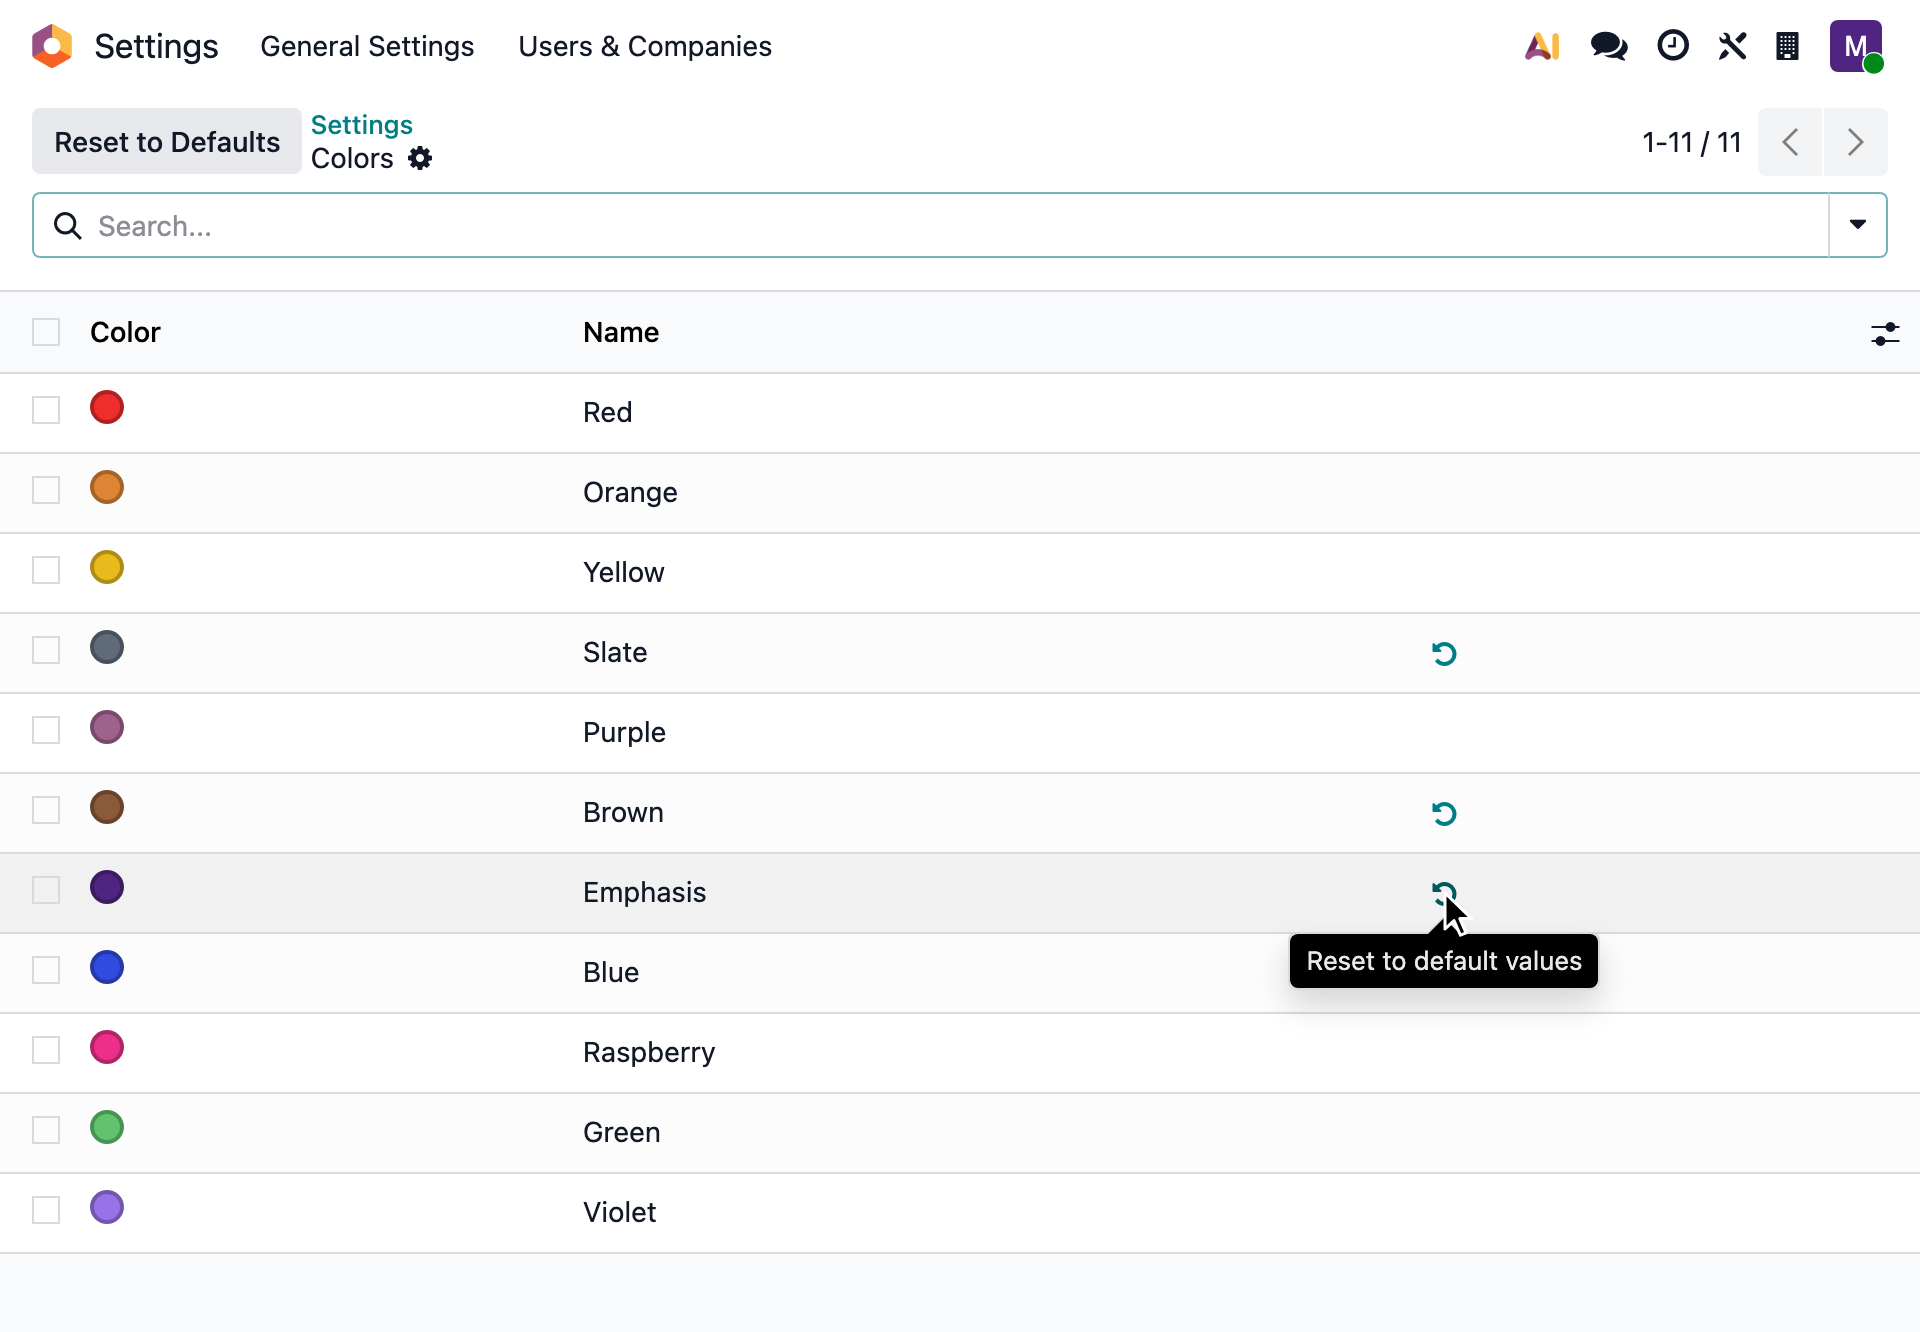 Settings General Settings Users & Companies AI M
Reset to Defaults Settings
Colors 1-11 / 11
Search...
Color Name
Red
Orange
Yellow
Slate
Purple
Brown
Emphasis
Blue
Reset to default values
Raspberry
Green
Violet